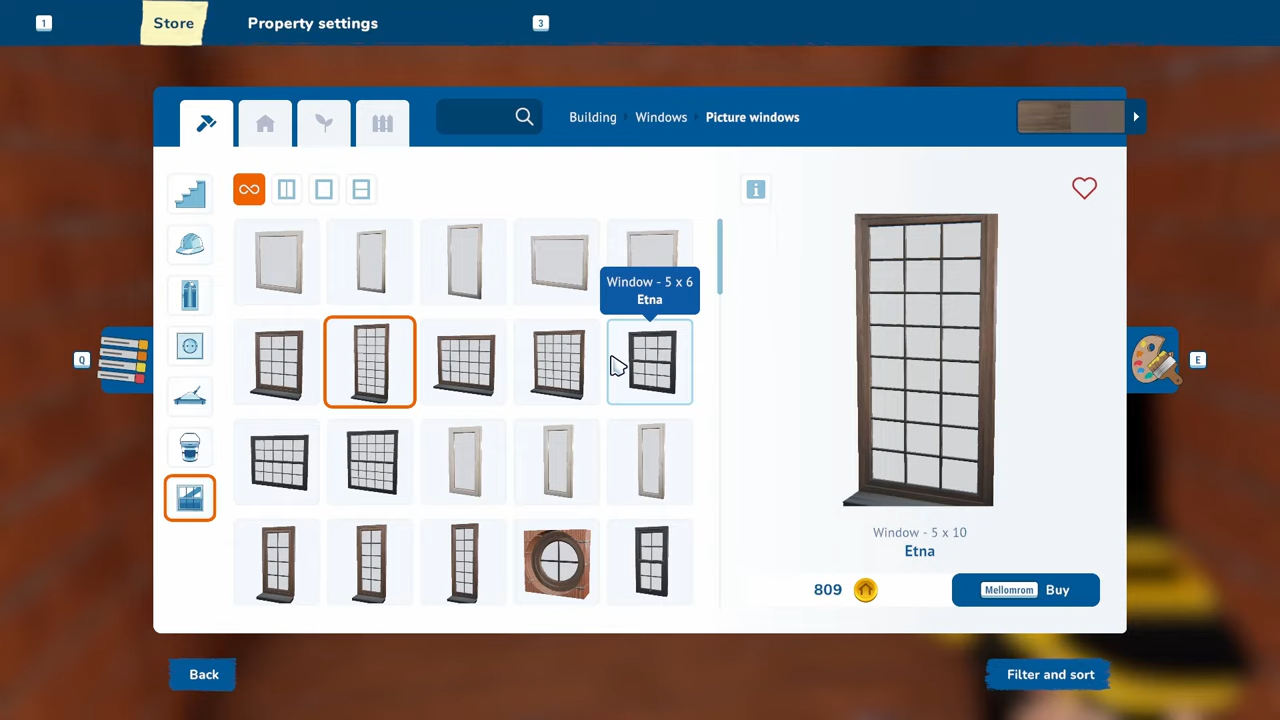 1
Store
Property settings
3
Building
Windows
Picture windows
i
Window - 5 x 6
Etna
Q
E
Window - 5 x 10
Etna
809
Mellomrom
Buy
Back
Filter and sort